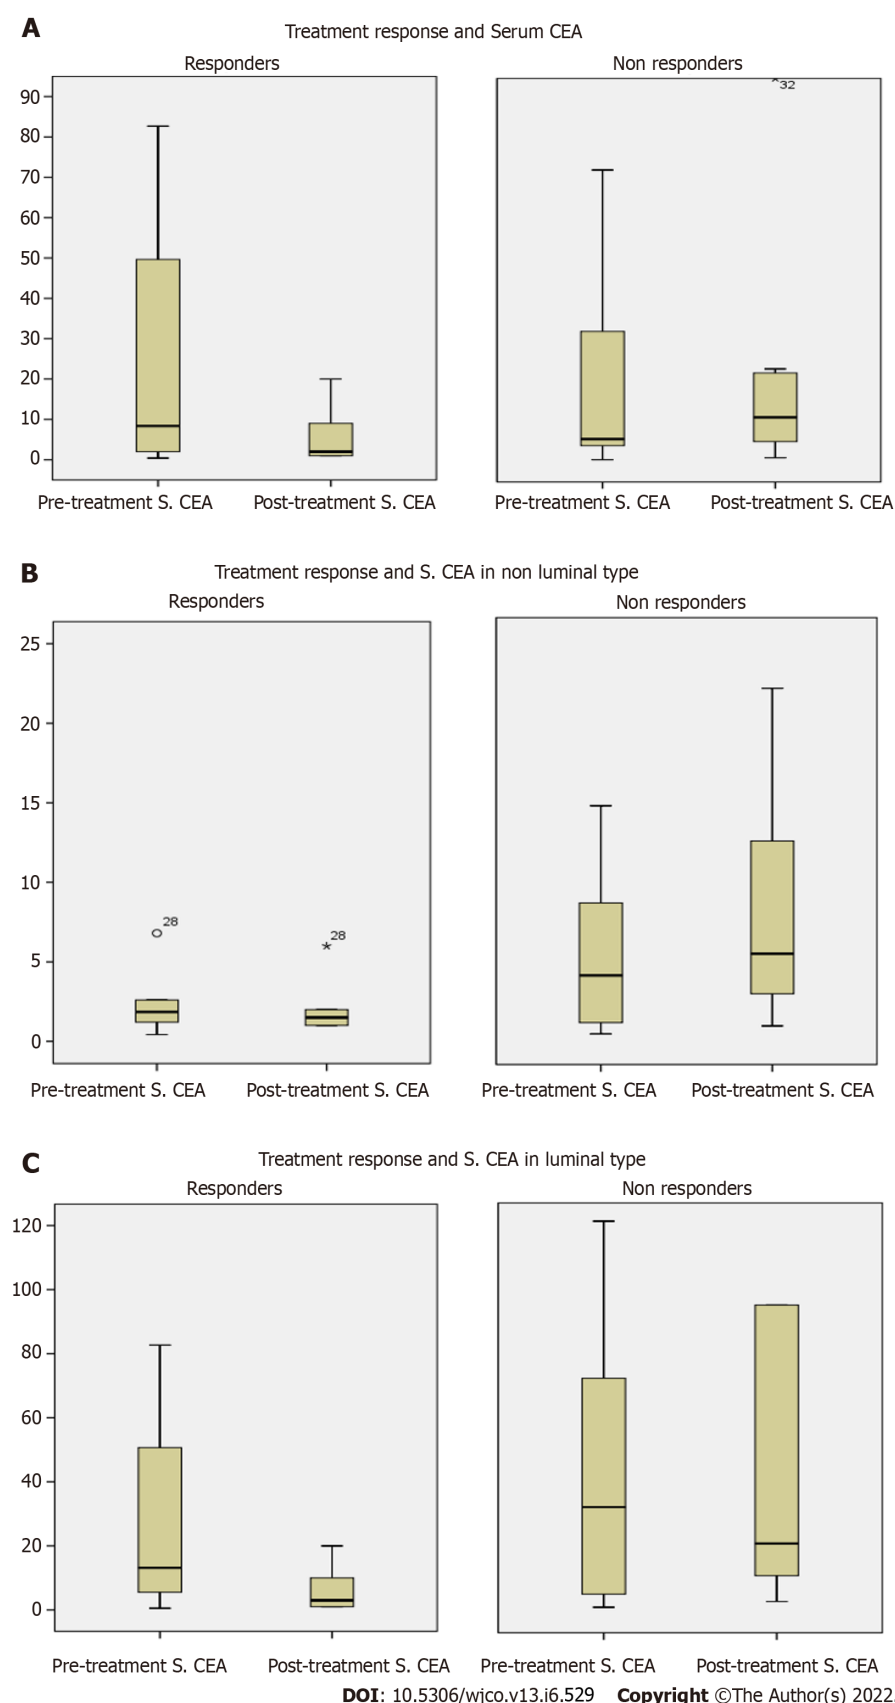 A
Treatment response and Serum CEA
Responders
Non responders
90
80
70
60
50
40
30
20
10
0
32
Pre-treatment S. CEA
Post-treatment S. CEA
Pre-treatment S. CEA
Post-treatment S. CEA
B
Treatment response and S. CEA in non luminal type
Responders
Non responders
25
20
15
10
5
0
28
28
Pre-treatment S. CEA
Post-treatment S. CEA
Pre-treatment S. CEA
Post-treatment S. CEA
C
Treatment response and S. CEA in luminal type
Responders
Non responders
120
100
80
60
40
20
0
Pre-treatment S. CEA
Post-treatment S. CEA
Pre-treatment S. CEA
Post-treatment S. CEA
DOI: 10.5306/wjco.v13.i6.529 Copyright ©The Author(s) 2022